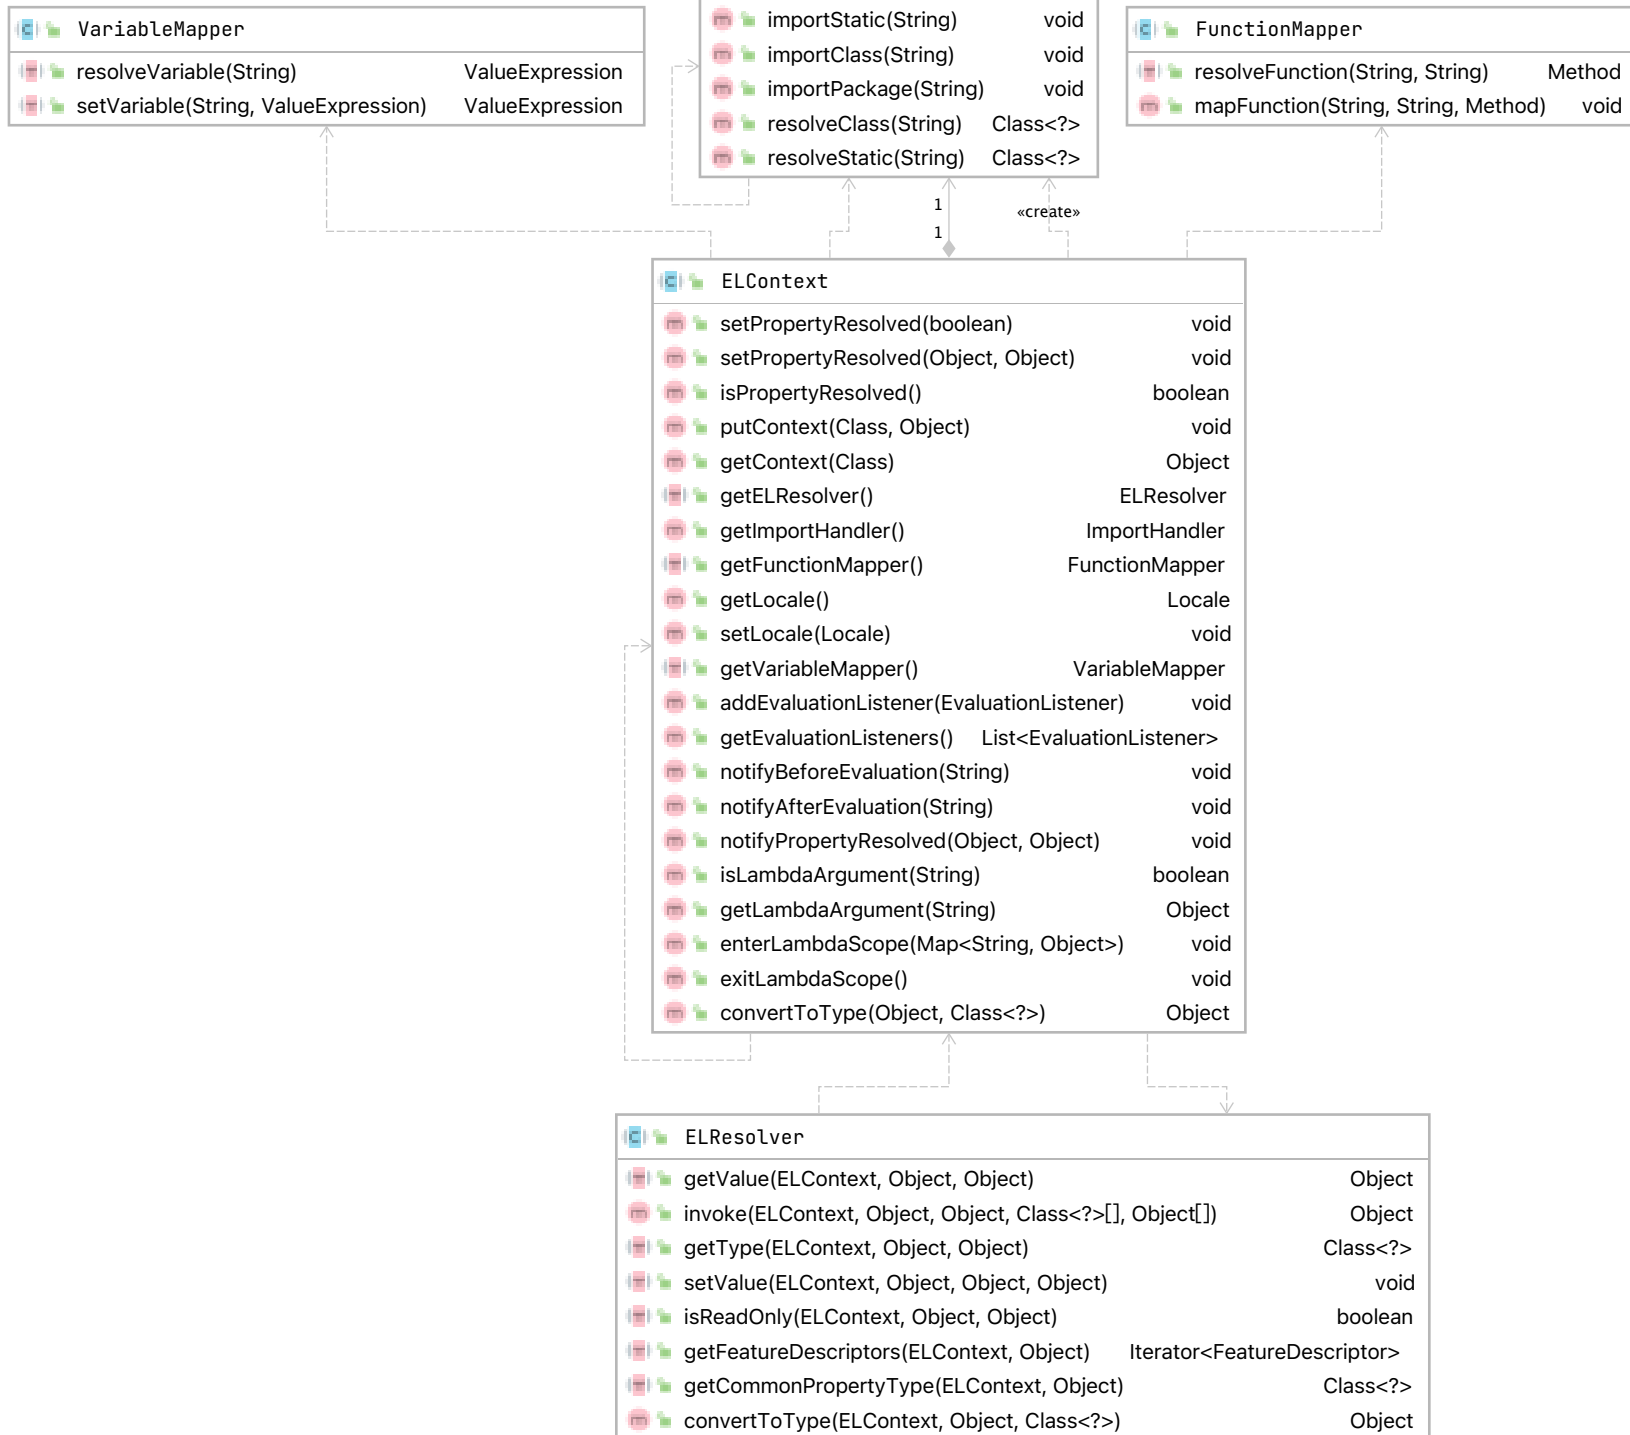 VariableMapper
resolveVariable(String) ValueExpression
setVariable(String, ValueExpression) ValueExpression
importStatic(String) void
importClass(String) void
importPackage(String) void
resolveClass(String) Class<?>
resolveStatic(String) Class<?>
FunctionMapper
resolveFunction(String, String) Method
mapFunction(String, String, Method) void
1
«create»
1
ELContext
setPropertyResolved(boolean) void
setPropertyResolved(Object, Object) void
isPropertyResolved() boolean
putContext(Class, Object) void
getContext(Class) Object
getELResolver() ELResolver
getImportHandler() ImportHandler
getFunctionMapper() FunctionMapper
getLocale() Locale
setLocale(Locale) void
getVariableMapper() VariableMapper
addEvaluationListener(EvaluationListener) void
getEvaluationListeners() List<EvaluationListener>
notifyBeforeEvaluation(String) void
notifyAfterEvaluation(String) void
notifyPropertyResolved(Object, Object) void
isLambdaArgument(String) boolean
getLambdaArgument(String) Object
enterLambdaScope(Map<String, Object>) void
exitLambdaScope() void
convertToType(Object, Class<?>) Object
ELResolver
getValue(ELContext, Object, Object) Object
invoke(ELContext, Object, Object, Class<?>[], Object[]) Object
getType(ELContext, Object, Object) Class<?>
setValue(ELContext, Object, Object, Object) void
isReadOnly(ELContext, Object, Object) boolean
getFeatureDescriptors(ELContext, Object) Iterator<FeatureDescriptor>
getCommonPropertyType(ELContext, Object) Class<?>
convertToType(ELContext, Object, Class<?>) Object